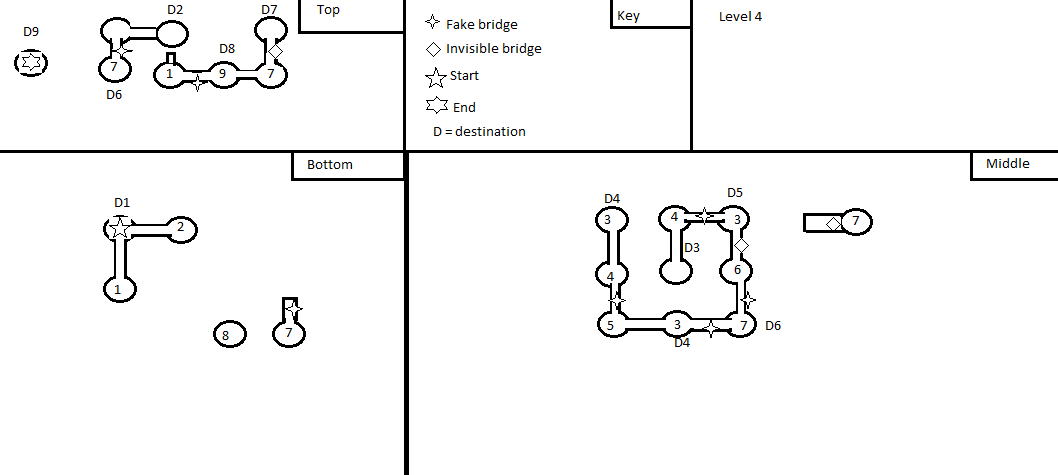 D9
D2
D7
Top
7
D6
1
D8
9
7
Fake bridge
Invisible bridge
Start
End
D = destination
Key
Level 4
Bottom
D1
2
1
8
7
Middle
D4
3
4
5
3
D4
7
D6
6
3
D5
4
D3
7